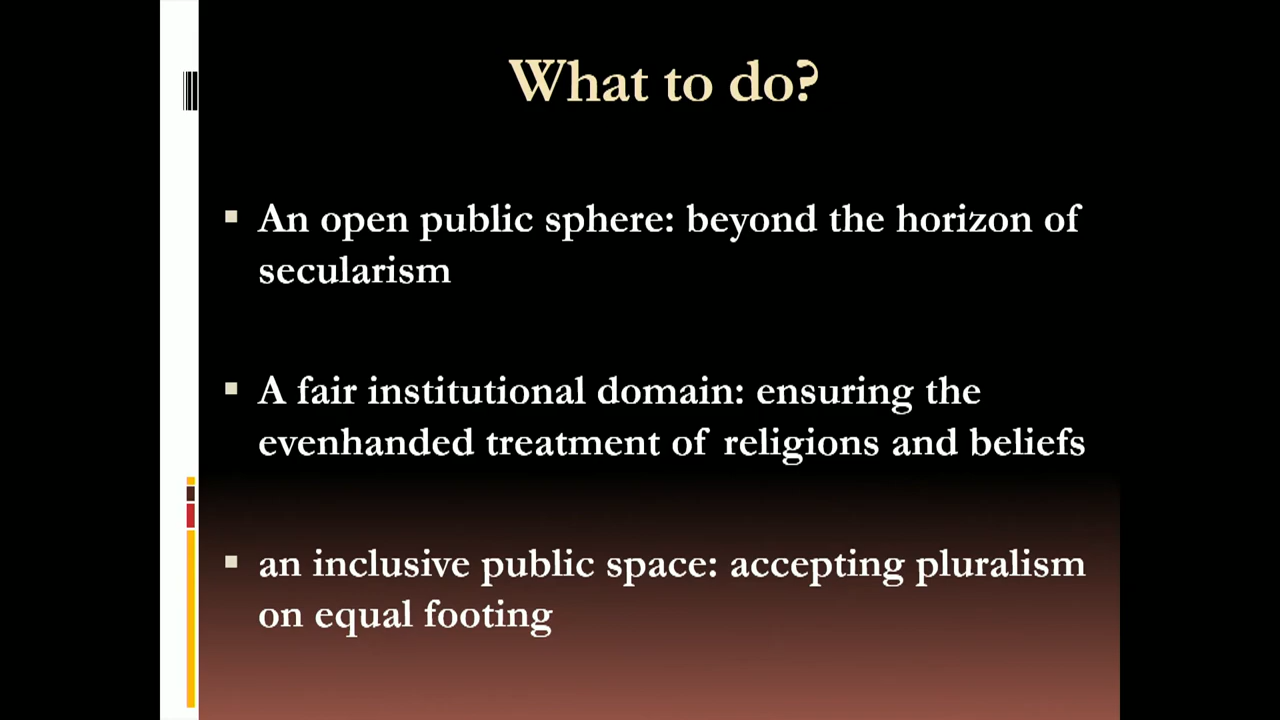 What to do?
An open public sphere: beyond the horizon of
secularism
A fair institutional domain: ensuring the
evenhanded treatment of religions and beliefs
an inclusive public space: accepting pluralism
on equal footing